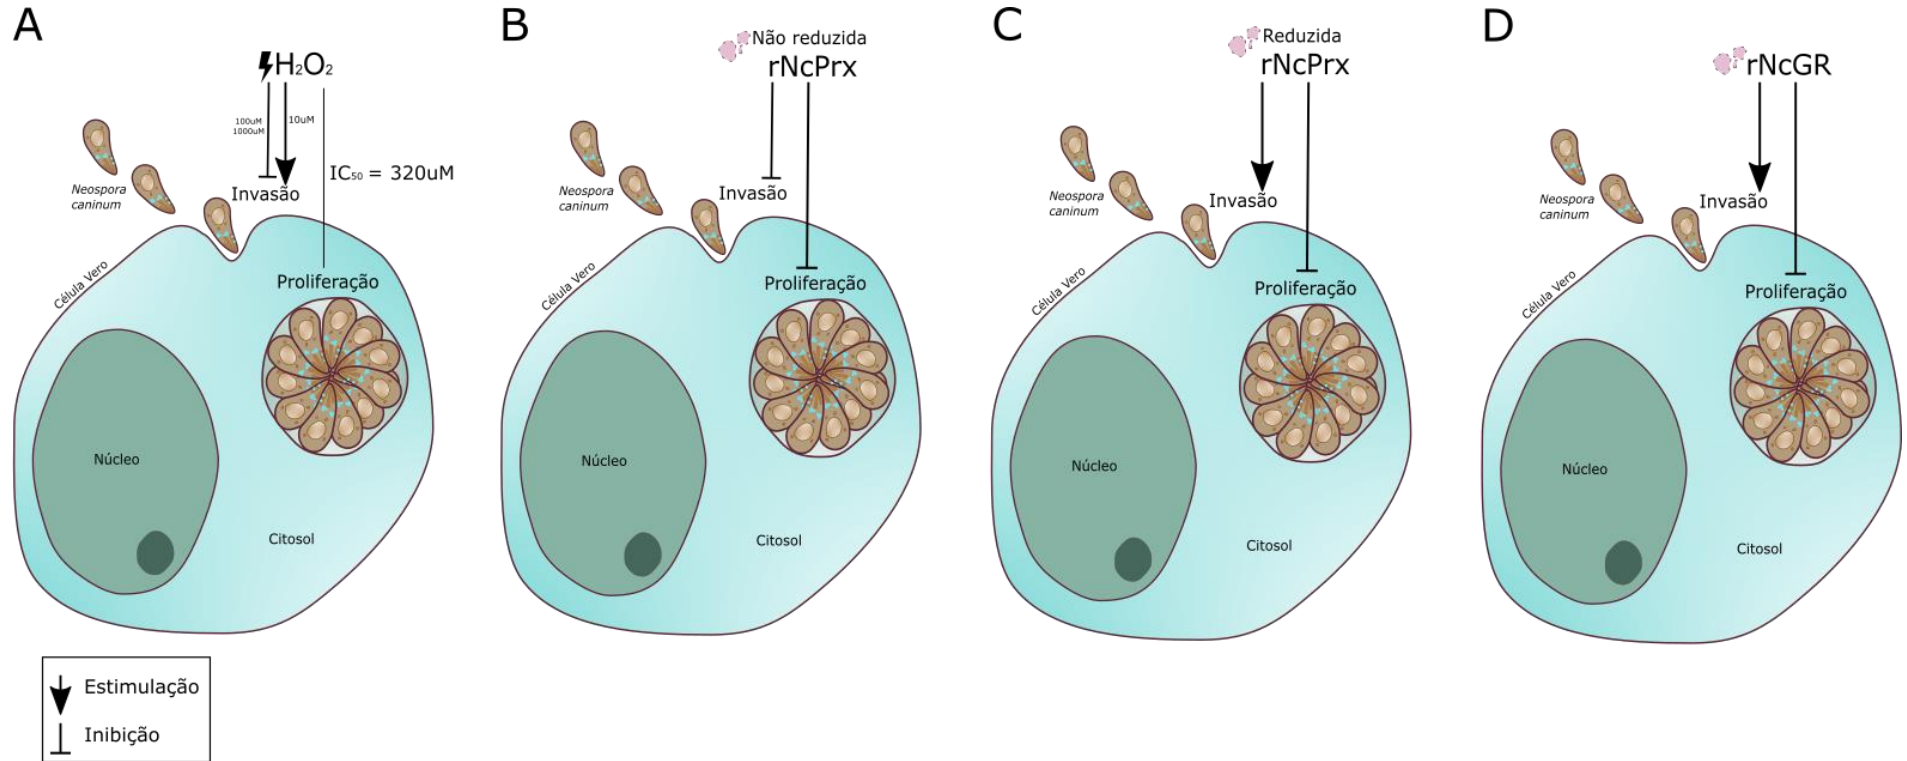 A
H₂O₂
100uM
1000uM
10uM
IC₅₀ = 320uM
Neospora
caninum
Invasão
Célula Vero
Proliferação
Núcleo
Citosol
B
Não reduzida
rNcPrx
Neospora
caninum
Invasão
Célula Vero
Proliferação
Núcleo
Citosol
C
Reduzida
rNcPrx
Neospora
caninum
Invasão
Célula Vero
Proliferação
Núcleo
Citosol
D
rNcGR
Neospora
caninum
Invasão
Célula Vero
Proliferação
Núcleo
Citosol
Estimulação
Inibição